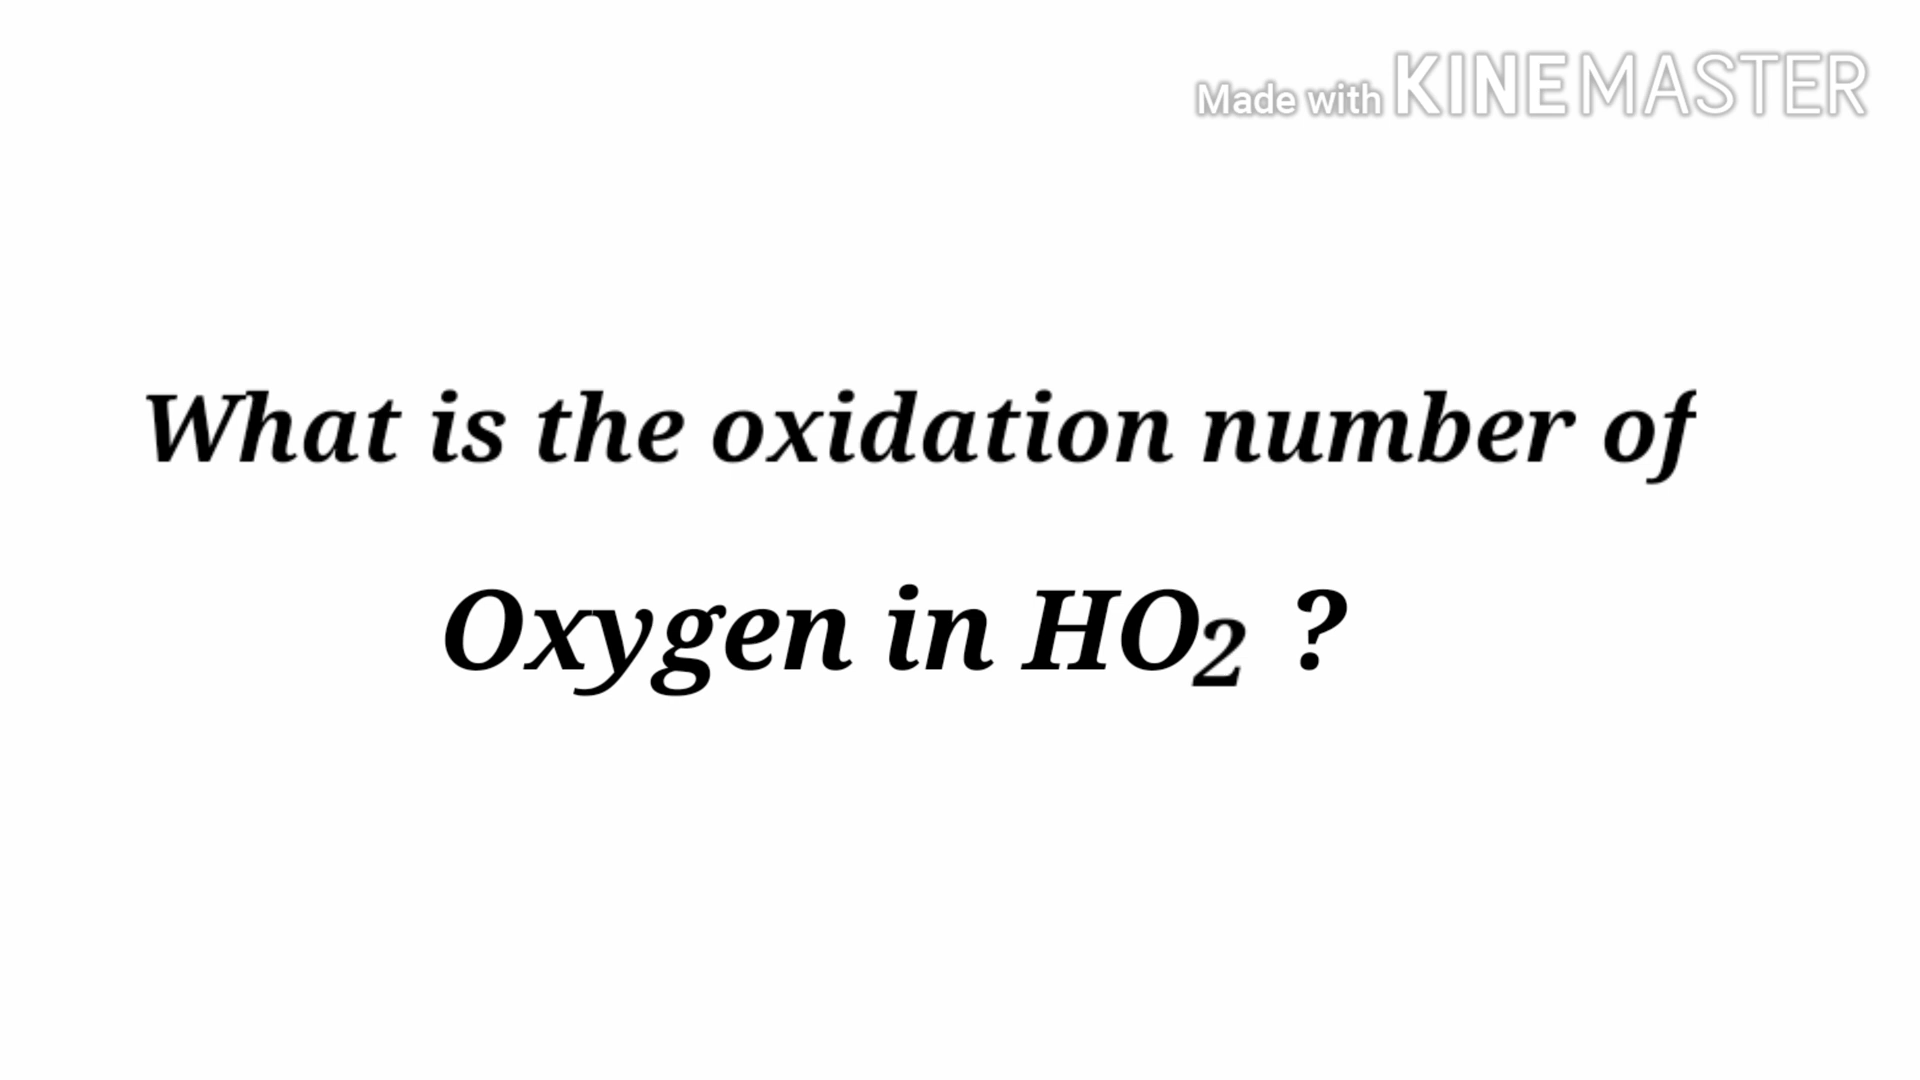 Made with KINEMASTER
What is the oxidation number of
Oxygen in HO₂ ?